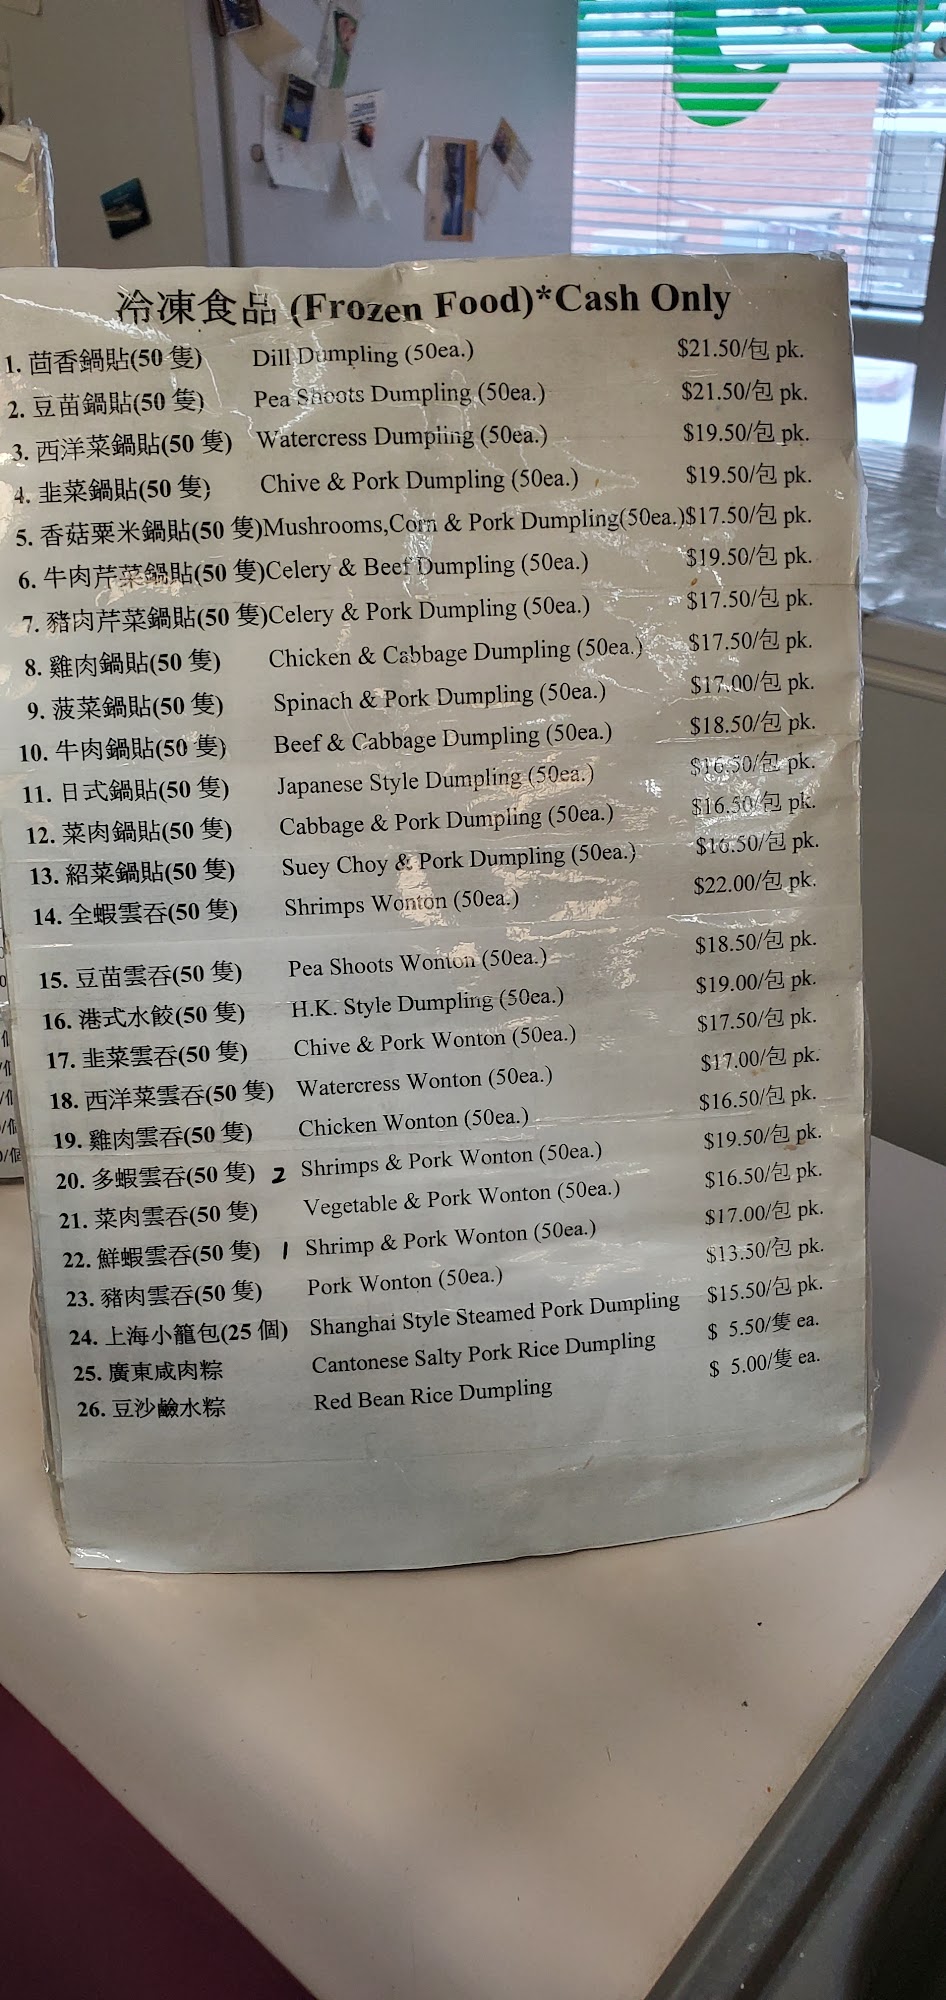 冷凍食品 (Frozen Food)*Cash Only
1. 茴香鍋貼(50 隻) Dill Dumpling (50ea.) $21.50/包 pk.
2. 豆苗鍋貼(50 隻) Pea Shoots Dumpling (50ea.) $21.50/包 pk.
3. 西洋菜鍋貼(50 隻) Watercress Dumpling (50ea.) $19.50/包 pk.
4. 韭菜鍋貼(50 隻) Chive & Pork Dumpling (50ea.) $19.50/包 pk.
5. 香菇粟米鍋貼(50 隻)Mushrooms,Corn & Pork Dumpling(50ea.)$17.50/包 pk.
6. 牛肉芹菜鍋貼(50 隻)Celery & Beef Dumpling (50ea.) $19.50/包 pk.
7. 豬肉芹菜鍋貼(50 隻)Celery & Pork Dumpling (50ea.) $17.50/包 pk.
8. 雞肉鍋貼(50 隻) Chicken & Cabbage Dumpling (50ea.) $17.50/包 pk.
9. 菠菜鍋貼(50 隻) Spinach & Pork Dumpling (50ea.) $17.00/包 pk.
10. 牛肉鍋貼(50 隻) Beef & Cabbage Dumpling (50ea.) $18.50/包 pk.
11. 日式鍋貼(50 隻) Japanese Style Dumpling (50ea.) $16.50/包 pk.
12. 菜肉鍋貼(50 隻) Cabbage & Pork Dumpling (50ea.) $16.50/包 pk.
13. 紹菜鍋貼(50 隻) Suey Choy & Pork Dumpling (50ea.) $16.50/包 pk.
14. 全蝦雲吞(50 隻) Shrimps Wonton (50ea.) $22.00/包 pk.
15. 豆苗雲吞(50 隻) Pea Shoots Wonton (50ea.) $18.50/包 pk.
16. 港式水餃(50 隻) H.K. Style Dumpling (50ea.) $19.00/包 pk.
17. 韭菜雲吞(50 隻) Chive & Pork Wonton (50ea.) $17.50/包 pk.
18. 西洋菜雲吞(50 隻) Watercress Wonton (50ea.) $17.00/包 pk.
19. 雞肉雲吞(50 隻) Chicken Wonton (50ea.) $16.50/包 pk.
20. 多蝦雲吞(50 隻) 2 Shrimps & Pork Wonton (50ea.) $19.50/包 pk.
21. 菜肉雲吞(50 隻) Vegetable & Pork Wonton (50ea.) $16.50/包 pk.
22. 鮮蝦雲吞(50 隻) 1 Shrimp & Pork Wonton (50ea.) $17.00/包 pk.
23. 豬肉雲吞(50 隻) Pork Wonton (50ea.) $13.50/包 pk.
24. 上海小籠包(25 個) Shanghai Style Steamed Pork Dumpling $15.50/包 pk.
25. 廣東咸肉粽 Cantonese Salty Pork Rice Dumpling $ 5.50/隻 ea.
26. 豆沙鹼水粽 Red Bean Rice Dumpling $ 5.00/隻 ea.